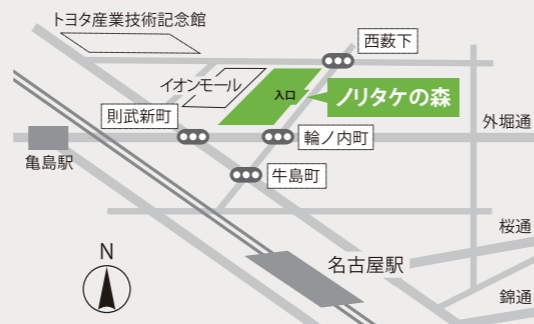 トヨタ産業技術記念館
西薮下
イオンモール
入口
ノリタケの森
則武新町
輪ノ内町
外堀通
亀島駅
牛島町
桜通
N
名古屋駅
錦通